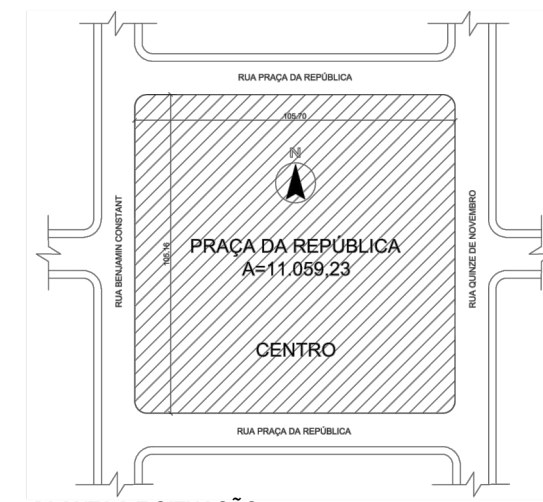 RUA PRAÇA DA REPÚBLICA
105.70
N
RUA BENJAMIN CONSTANT
105.16
PRAÇA DA REPÚBLICA
A=11.059,23
RUA QUINZE DE NOVEMBRO
CENTRO
RUA PRAÇA DA REPÚBLICA